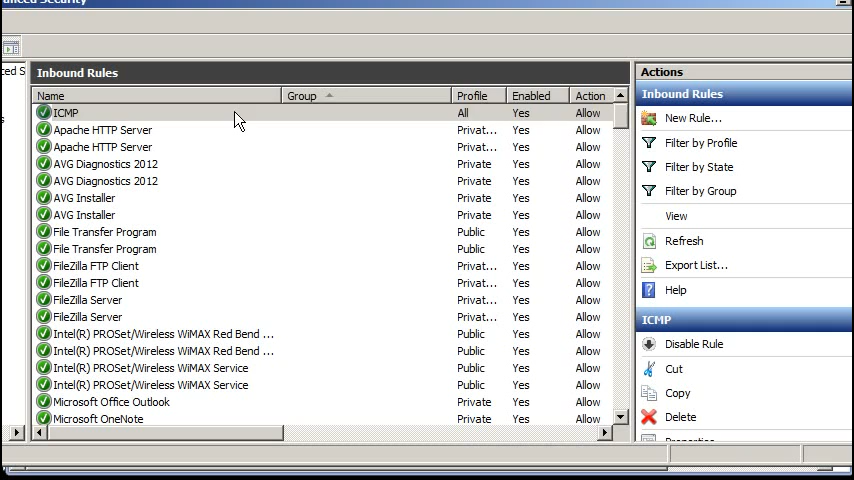 anced Security
ced S
s
Inbound Rules
Name Group Profile Enabled Action
ICMP All Yes Allow
Apache HTTP Server Privat... Yes Allow
Apache HTTP Server Privat... Yes Allow
AVG Diagnostics 2012 Private Yes Allow
AVG Diagnostics 2012 Private Yes Allow
AVG Installer Private Yes Allow
AVG Installer Private Yes Allow
File Transfer Program Public Yes Allow
File Transfer Program Public Yes Allow
FileZilla FTP Client Privat... Yes Allow
FileZilla FTP Client Privat... Yes Allow
FileZilla Server Privat... Yes Allow
FileZilla Server Privat... Yes Allow
Intel(R) PROSet/Wireless WiMAX Red Bend ... Public Yes Allow
Intel(R) PROSet/Wireless WiMAX Red Bend ... Public Yes Allow
Intel(R) PROSet/Wireless WiMAX Service Public Yes Allow
Intel(R) PROSet/Wireless WiMAX Service Public Yes Allow
Microsoft Office Outlook Private Yes Allow
Microsoft OneNote Private Yes Allow
Actions
Inbound Rules
New Rule...
Filter by Profile
Filter by State
Filter by Group
View
Refresh
Export List...
Help
ICMP
Disable Rule
Cut
Copy
Delete
Properties